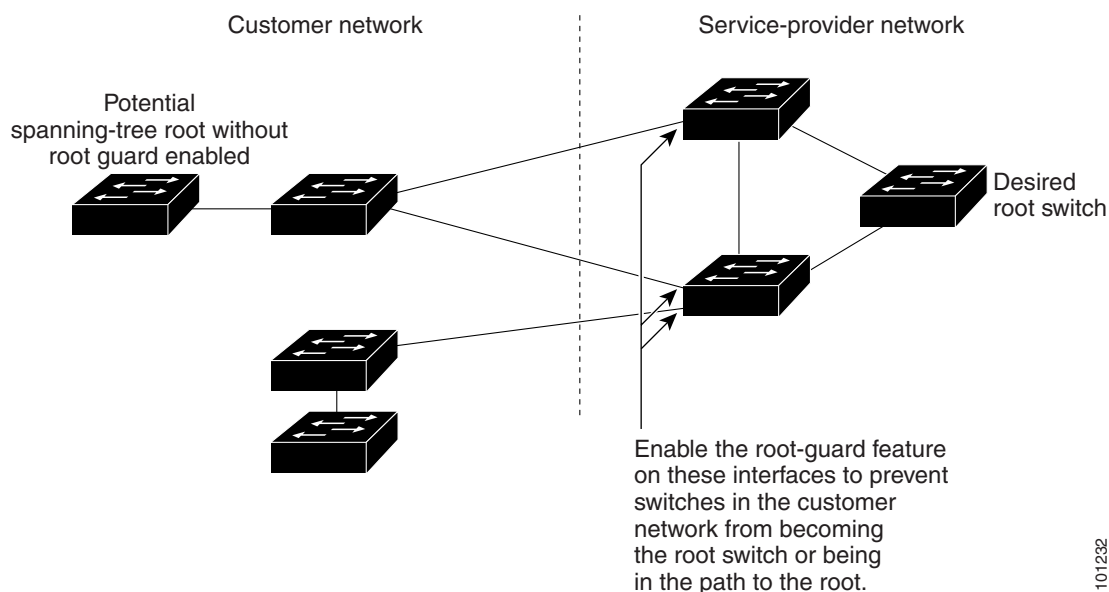 Customer network
Service-provider network
Potential
spanning-tree root without
root guard enabled
Desired
root switch
Enable the root-guard feature
on these interfaces to prevent
switches in the customer
network from becoming
the root switch or being
in the path to the root.
101232